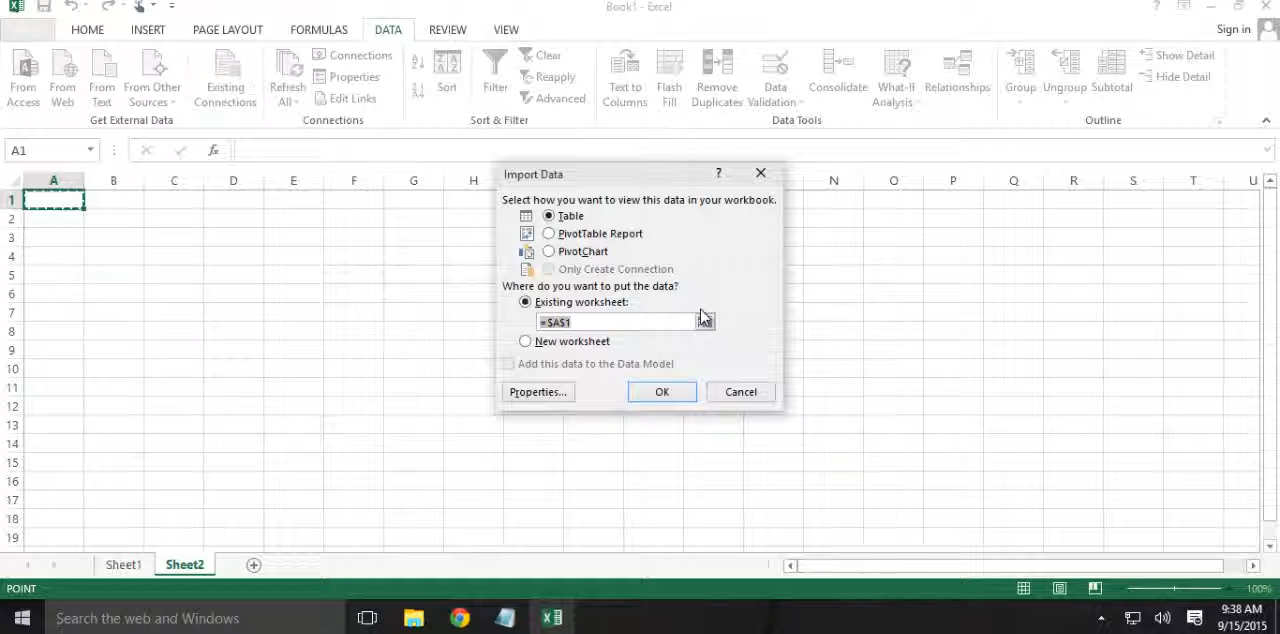 Book1 - Excel
HOME INSERT PAGE LAYOUT FORMULAS DATA REVIEW VIEW Sign in
From Access
From Web
From Text
From Other Sources
Existing Connections
Get External Data
Refresh All
Connections
Properties
Edit Links
Connections
Sort
Filter
Clear
Reapply
Advanced
Sort & Filter
Text to Columns
Flash Fill
Remove Duplicates
Data Validation
Consolidate
What-If Analysis
Relationships
Data Tools
Group
Ungroup
Subtotal
Show Detail
Hide Detail
Outline
A1 fx
A B C D E F G H N O P Q R S T U
1
2
3
4
5
6
7
8
9
10
11
12
13
14
15
16
17
18
19
Import Data ?
Select how you want to view this data in your workbook.
Table
PivotTable Report
PivotChart
Only Create Connection
Where do you want to put the data?
Existing worksheet:
=$A$1
New worksheet
Add this data to the Data Model
Properties... OK Cancel
Sheet1 Sheet2
POINT 100%
Search the web and Windows
9:38 AM
9/15/2015